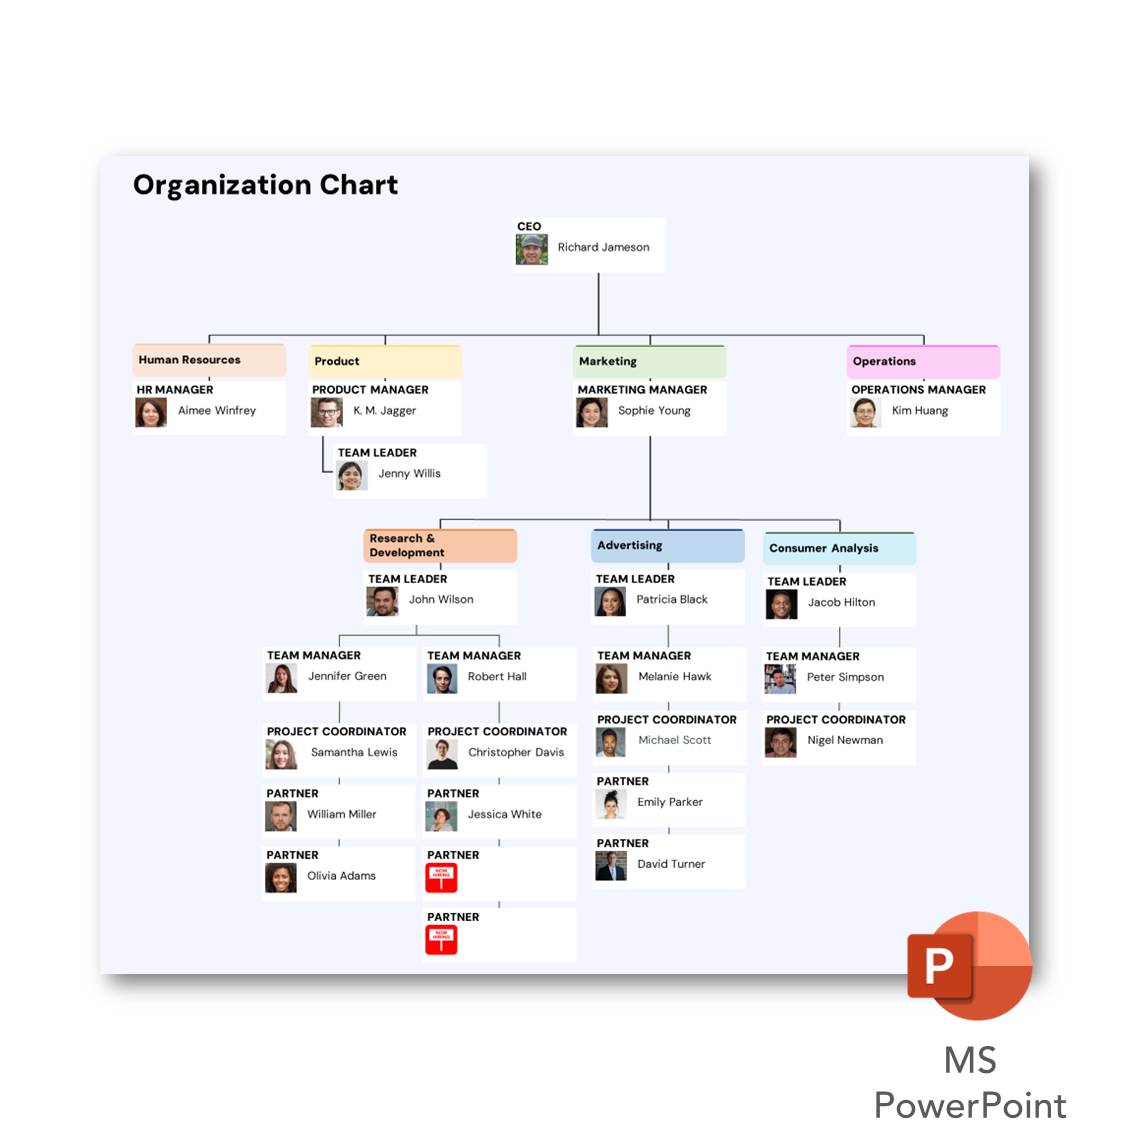 Organization Chart
CEO
Richard Jameson
Human Resources
HR MANAGER
Aimee Winfrey
Product
PRODUCT MANAGER
K. M. Jagger
TEAM LEADER
Jenny Willis
Marketing
MARKETING MANAGER
Sophie Young
Operations
OPERATIONS MANAGER
Kim Huang
Research &
Development
TEAM LEADER
John Wilson
TEAM MANAGER
Jennifer Green
PROJECT COORDINATOR
Samantha Lewis
PARTNER
William Miller
PARTNER
Olivia Adams
TEAM MANAGER
Robert Hall
PROJECT COORDINATOR
Christopher Davis
PARTNER
Jessica White
PARTNER
NOW
HIRING
PARTNER
NOW
HIRING
Advertising
TEAM LEADER
Patricia Black
TEAM MANAGER
Melanie Hawk
PROJECT COORDINATOR
Michael Scott
PARTNER
Emily Parker
PARTNER
David Turner
Consumer Analysis
TEAM LEADER
Jacob Hilton
TEAM MANAGER
Peter Simpson
PROJECT COORDINATOR
Nigel Newman
P
MS
PowerPoint